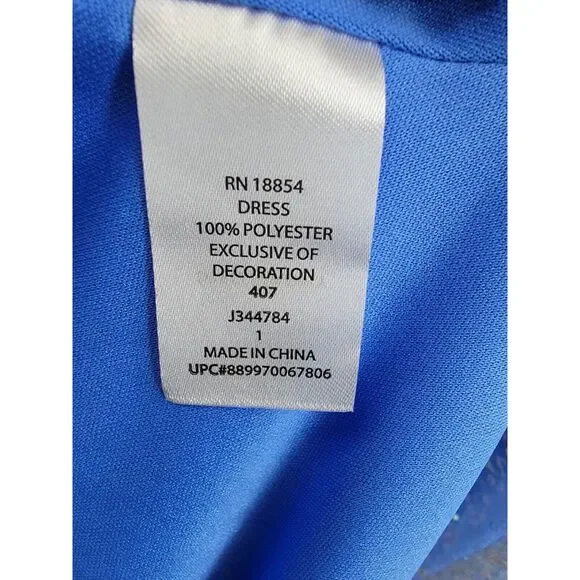 RN 18854
DRESS
100% POLYESTER
EXCLUSIVE OF
DECORATION
407
J344784
1
MADE IN CHINA
UPC#889970067806